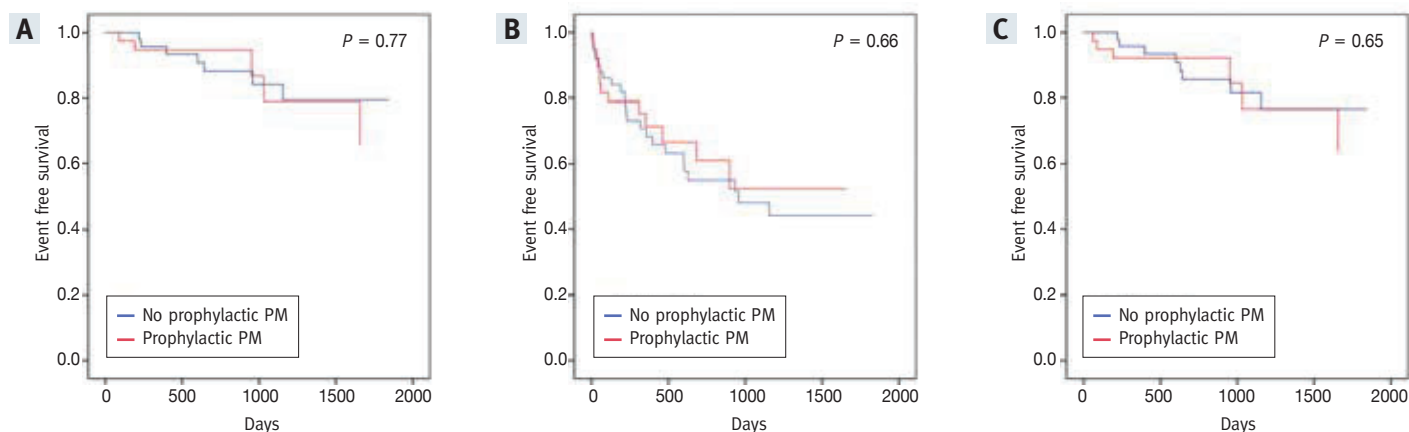 A
P = 0.77
Event free survival
1.0
0.8
0.6
0.4
0.2
0.0
No prophylactic PM
Prophylactic PM
0 500 1000 1500 2000
Days
B
P = 0.66
Event free survival
1.0
0.8
0.6
0.4
0.2
0.0
No prophylactic PM
Prophylactic PM
0 500 1000 1500 2000
Days
C
P = 0.65
Event free survival
1.0
0.8
0.6
0.4
0.2
0.0
No prophylactic PM
Prophylactic PM
0 500 1000 1500 2000
Days